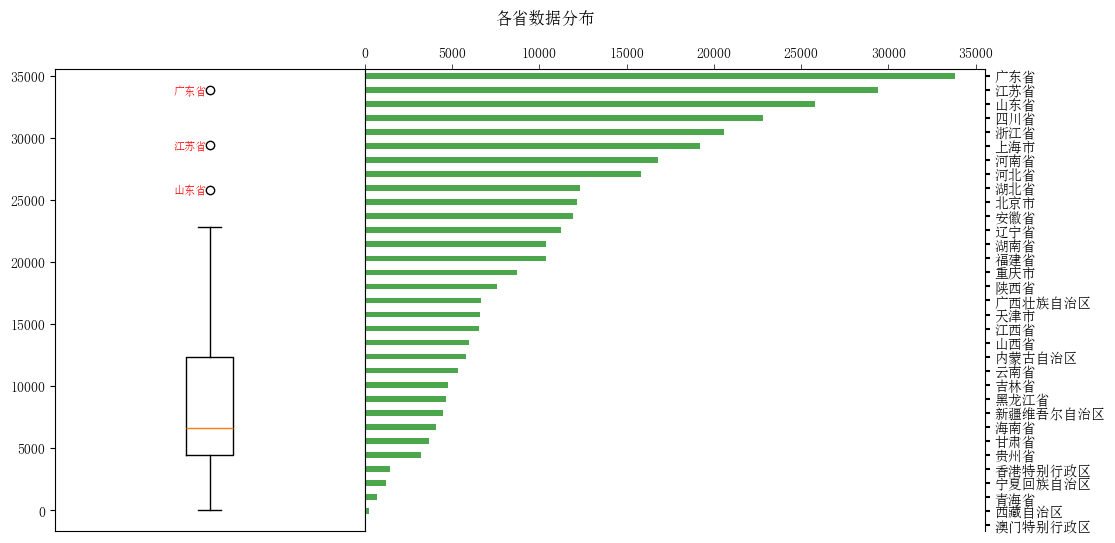 各省数据分布
0 5000 10000 15000 20000 25000 30000 35000
35000
30000
25000
20000
15000
10000
5000
0
广东省
江苏省
山东省
广东省
江苏省
山东省
四川省
浙江省
上海市
河南省
河北省
湖北省
北京市
安徽省
辽宁省
湖南省
福建省
重庆市
陕西省
广西壮族自治区
天津市
江西省
山西省
内蒙古自治区
云南省
吉林省
黑龙江省
新疆维吾尔自治区
海南省
甘肃省
贵州省
香港特别行政区
宁夏回族自治区
青海省
西藏自治区
澳门特别行政区